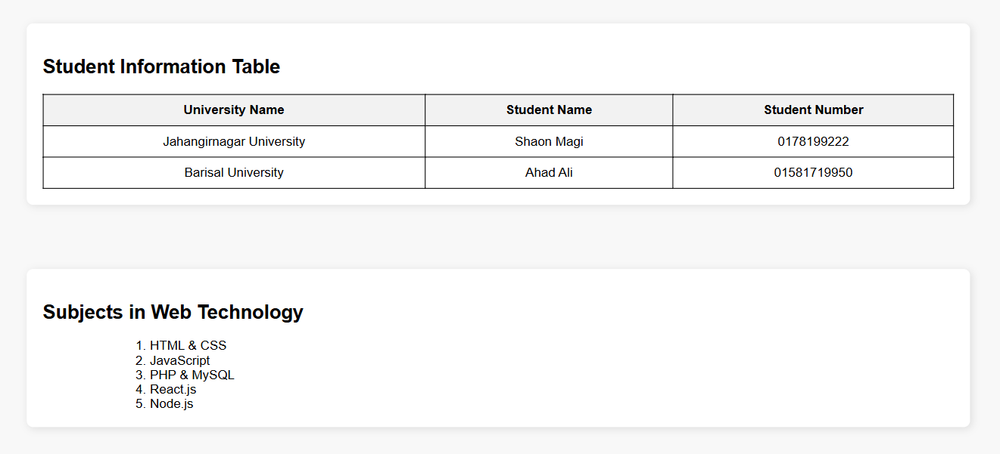 Student Information Table
University Name Student Name Student Number
Jahangirnagar University Shaon Magi 0178199222
Barisal University Ahad Ali 01581719950
Subjects in Web Technology
1. HTML & CSS
2. JavaScript
3. PHP & MySQL
4. React.js
5. Node.js